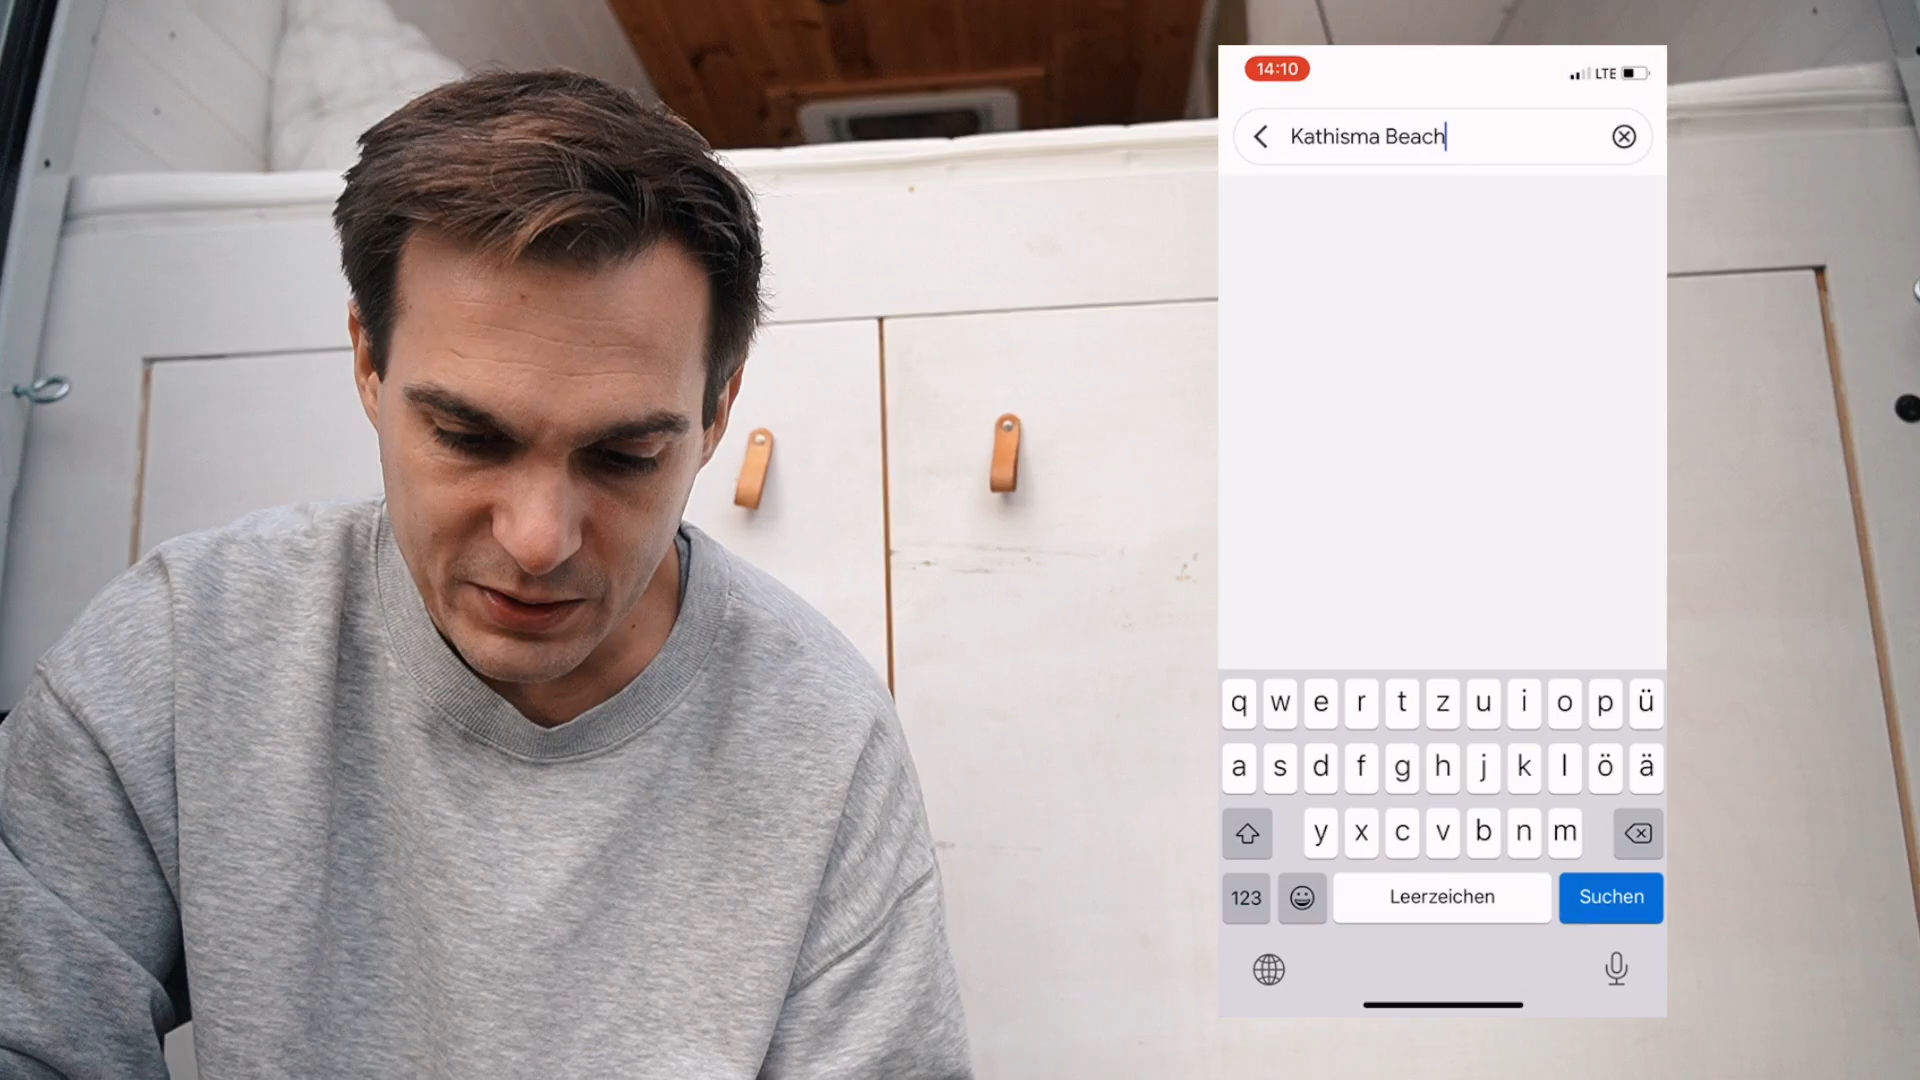 14:10
LTE
Kathisma Beach
q w e r t z u i o p ü
a s d f g h j k l ö ä
y x c v b n m
123
Leerzeichen
Suchen